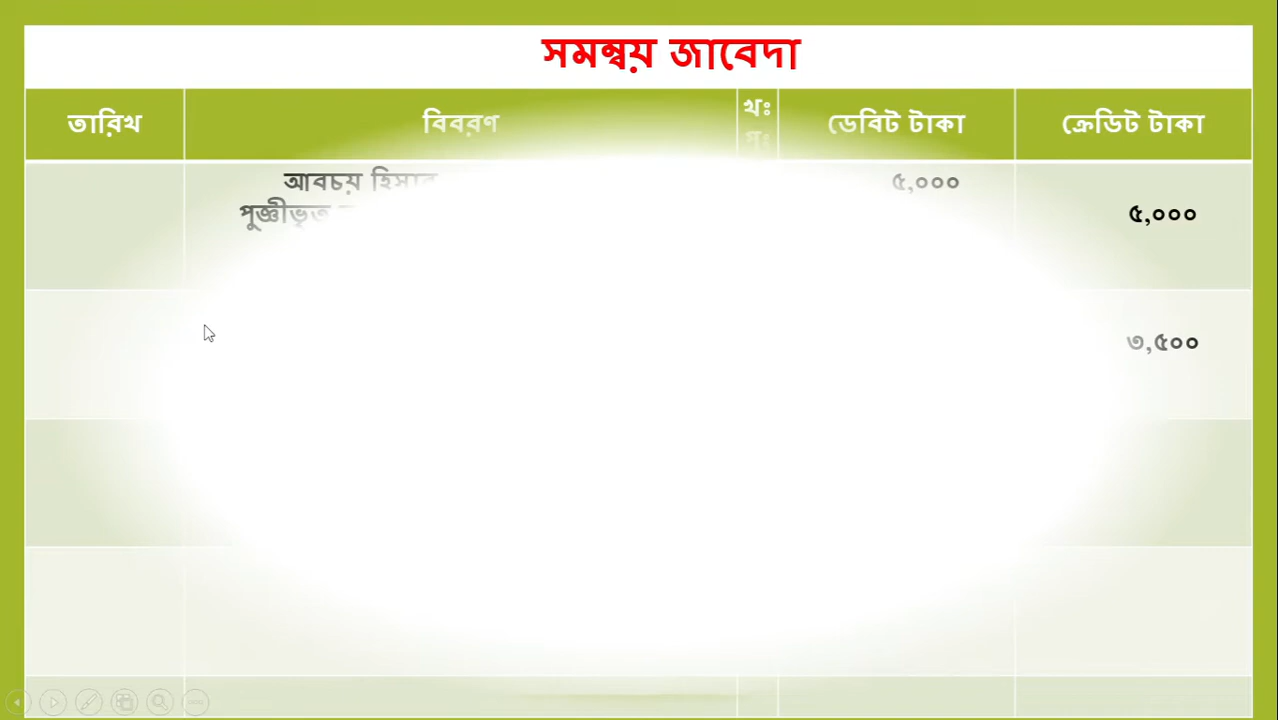 সমন্বয় জাবেদা
তারিখ বিবরণ খঃ পৃঃ ডেবিট টাকা ক্রেডিট টাকা
আবচয় হিসাব ৫,০০০
পুঞ্জীভূত ৫,০০০
৩,৫০০